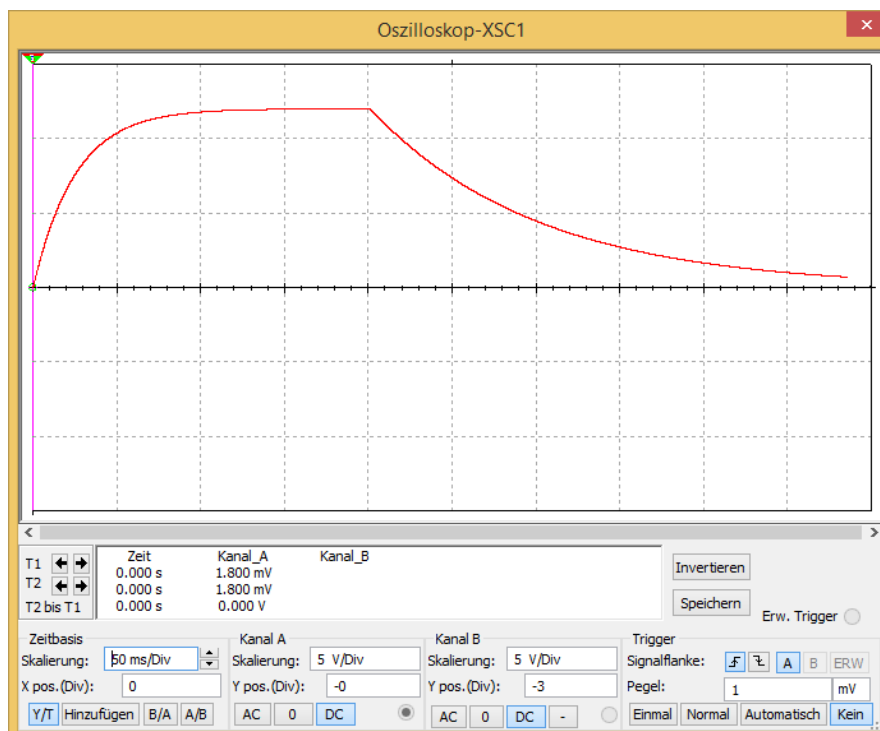 Oszilloskop-XSC1
Zeit Kanal_A Kanal_B
T1 0.000 s 1.800 mV
T2 0.000 s 1.800 mV
T2 bis T1 0.000 s 0.000 V
Invertieren
Speichern
Erw. Trigger
Zeitbasis Kanal A Kanal B Trigger
Skalierung: 50 ms/Div Skalierung: 5 V/Div Skalierung: 5 V/Div Signalflanke: A B ERW
X pos.(Div): 0 Y pos.(Div): -0 Y pos.(Div): -3 Pegel: 1 mV
Y/T Hinzufügen B/A A/B AC 0 DC AC 0 DC - Einmal Normal Automatisch Kein